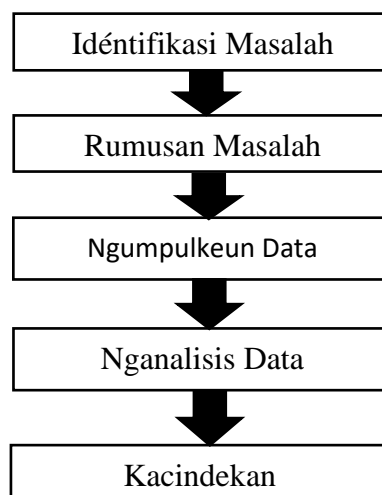 Idéntifikasi Masalah
Rumusan Masalah
Ngumpulkeun Data
Nganalisis Data
Kacindekan